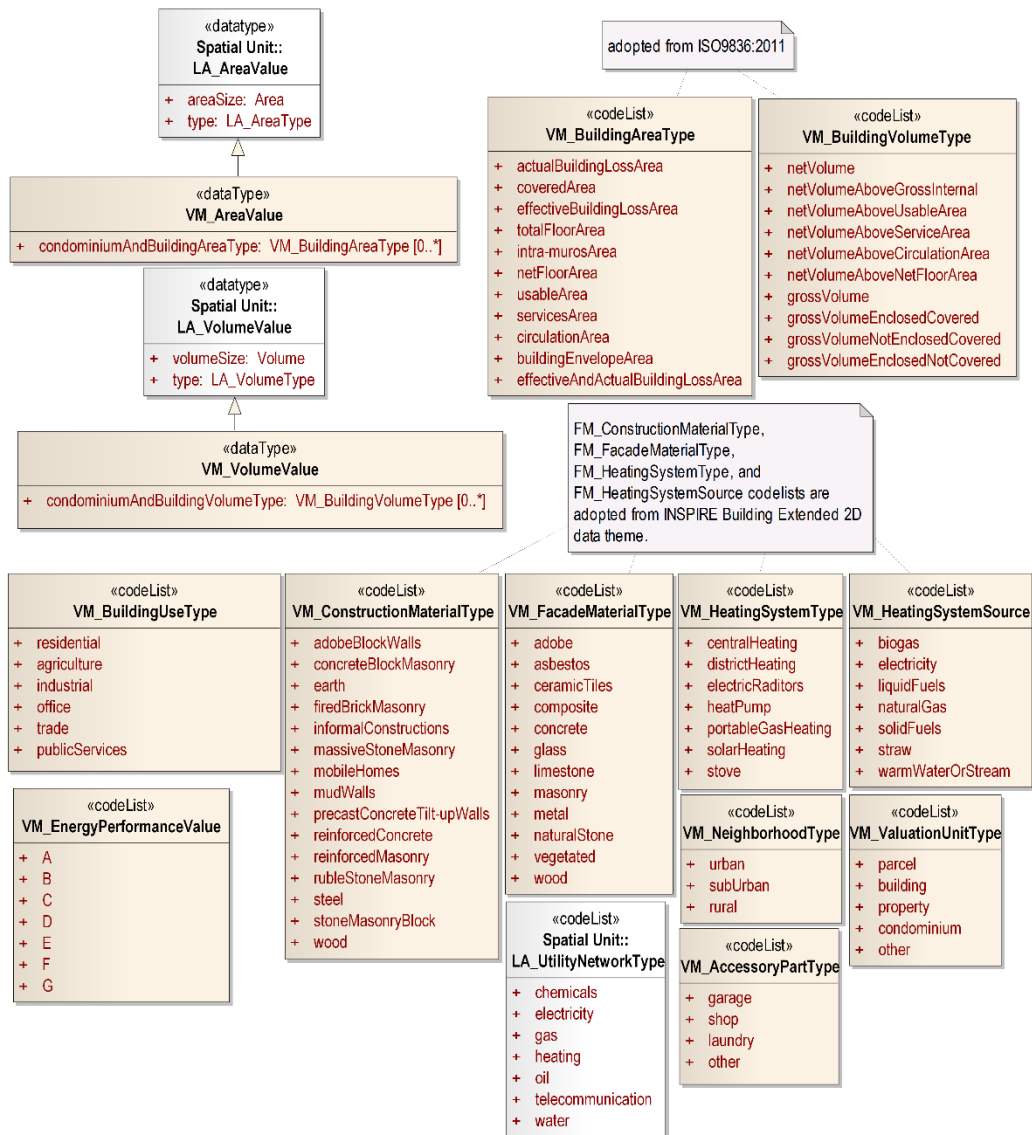 «datatype»
Spatial Unit::
LA_AreaValue
+ areaSize: Area
+ type: LA_AreaType
«dataType»
VM_AreaValue
+ condominiumAndBuildingAreaType: VM_BuildingAreaType [0..*]
«datatype»
Spatial Unit::
LA_VolumeValue
+ volumeSize: Volume
+ type: LA_VolumeType
«dataType»
VM_VolumeValue
+ condominiumAndBuildingVolumeType: VM_BuildingVolumeType [0..*]
adopted from ISO9836:2011
«codeList»
VM_BuildingAreaType
+ actualBuildingLossArea
+ coveredArea
+ effectiveBuildingLossArea
+ totalFloorArea
+ intra-murosArea
+ netFloorArea
+ usableArea
+ servicesArea
+ circulationArea
+ buildingEnvelopeArea
+ effectiveAndActualBuildingLossArea
«codeList»
VM_BuildingVolumeType
+ netVolume
+ netVolumeAboveGrossInternal
+ netVolumeAboveUsableArea
+ netVolumeAboveServiceArea
+ netVolumeAboveCirculationArea
+ netVolumeAboveNetFloorArea
+ grossVolume
+ grossVolumeEnclosedCovered
+ grossVolumeNotEnclosedCovered
+ grossVolumeEnclosedNotCovered
FM_ConstructionMaterialType,
FM_FacadeMaterialType,
FM_HeatingSystemType, and
FM_HeatingSystemSource codelists are
adopted from INSPIRE Building Extended 2D
data theme.
«codeList»
VM_BuildingUseType
+ residential
+ agriculture
+ industrial
+ office
+ trade
+ publicServices
«codeList»
VM_EnergyPerformanceValue
+ A
+ B
+ C
+ D
+ E
+ F
+ G
«codeList»
VM_ConstructionMaterialType
+ adobeBlockWalls
+ concreteBlockMasonry
+ earth
+ firedBrickMasonry
+ informalConstructions
+ massiveStoneMasonry
+ mobileHomes
+ mudWalls
+ precastConcreteTilt-upWalls
+ reinforcedConcrete
+ reinforcedMasonry
+ rubleStoneMasonry
+ steel
+ stoneMasonryBlock
+ wood
«codeList»
VM_FacadeMaterialType
+ adobe
+ asbestos
+ ceramicTiles
+ composite
+ concrete
+ glass
+ limestone
+ masonry
+ metal
+ naturalStone
+ vegetated
+ wood
«codeList»
Spatial Unit::
LA_UtilityNetworkType
+ chemicals
+ electricity
+ gas
+ heating
+ oil
+ telecommunication
+ water
«codeList»
VM_HeatingSystemType
+ centralHeating
+ districtHeating
+ electricRaditors
+ heatPump
+ portableGasHeating
+ solarHeating
+ stove
«codeList»
VM_NeighborhoodType
+ urban
+ subUrban
+ rural
«codeList»
VM_AccessoryPartType
+ garage
+ shop
+ laundry
+ other
«codeList»
VM_HeatingSystemSource
+ biogas
+ electricity
+ liquidFuels
+ naturalGas
+ solidFuels
+ straw
+ warmWaterOrStream
«codeList»
VM_ValuationUnitType
+ parcel
+ building
+ property
+ condominium
+ other